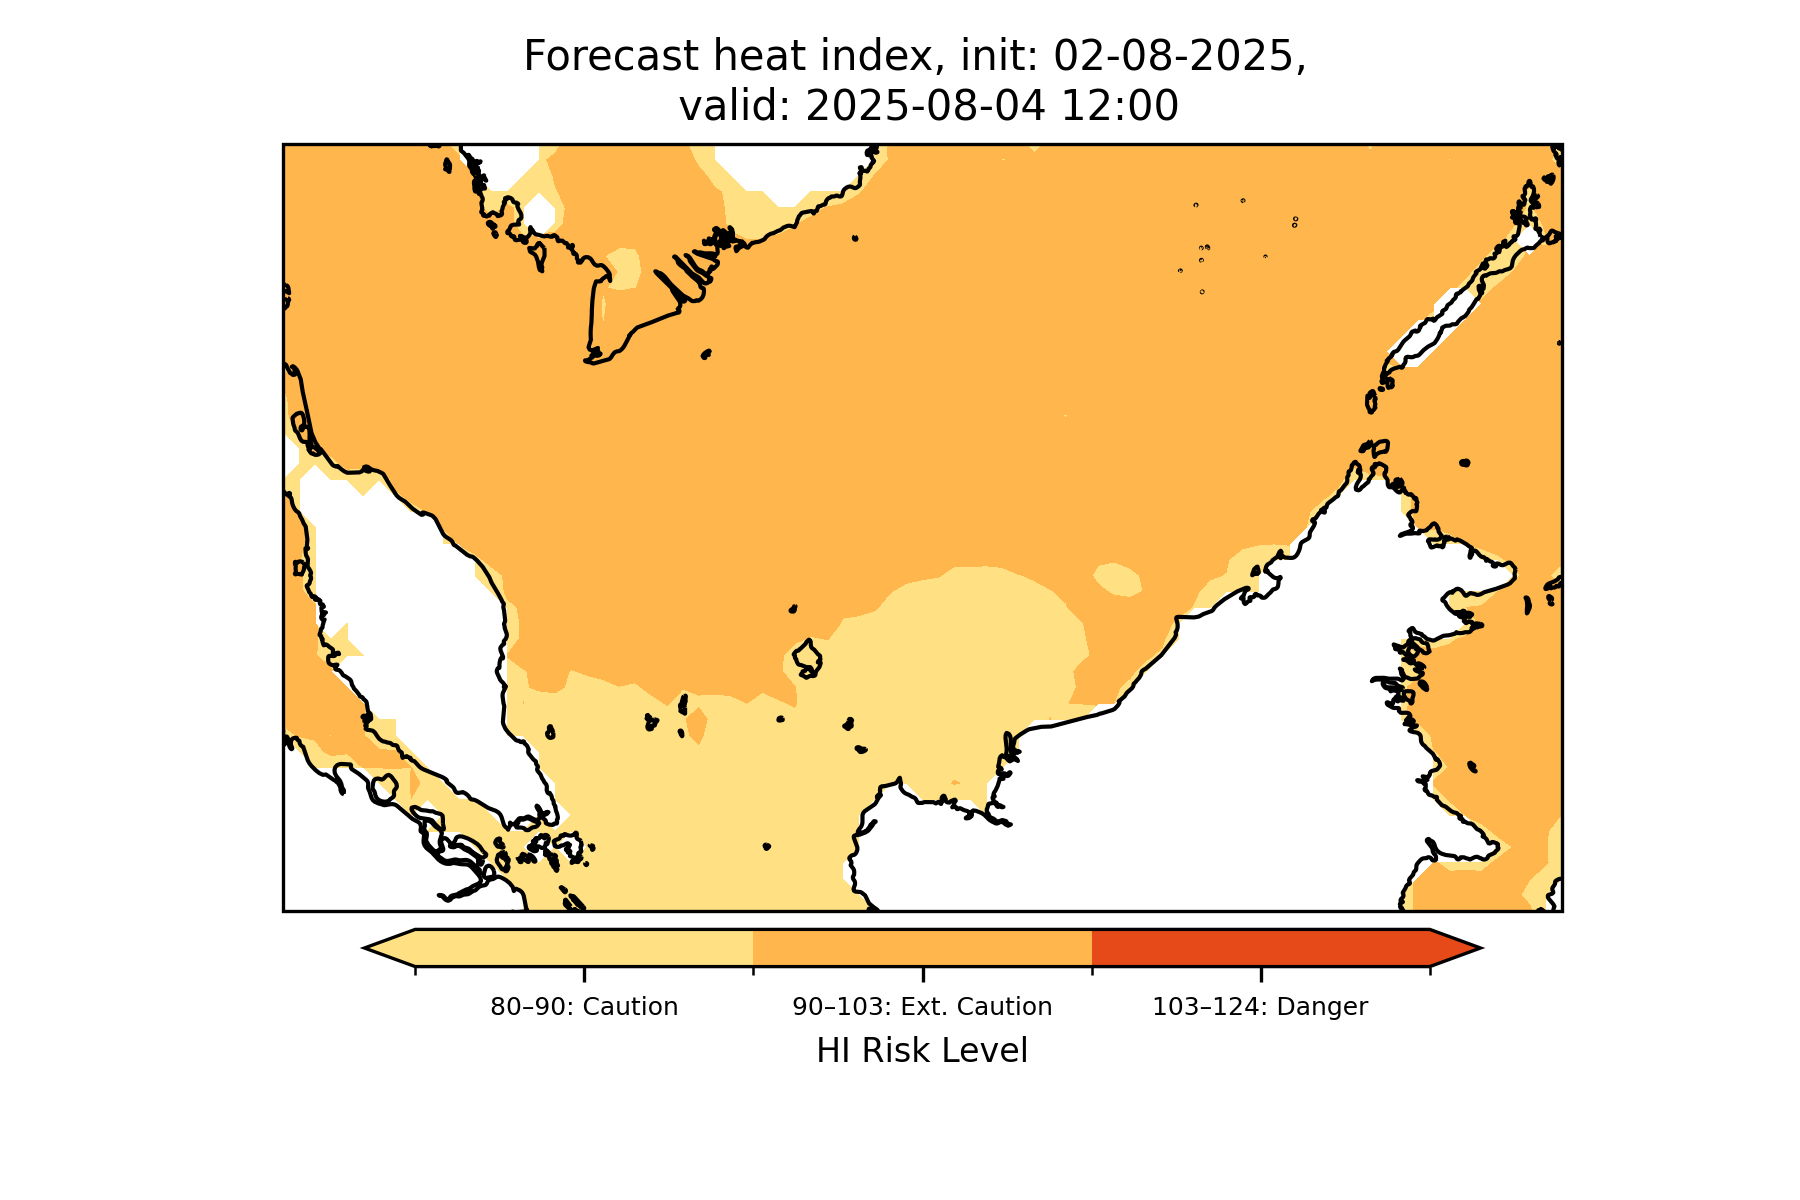 Forecast heat index, init: 02-08-2025,
valid: 2025-08-04 12:00
80–90: Caution
90–103: Ext. Caution
103–124: Danger
HI Risk Level